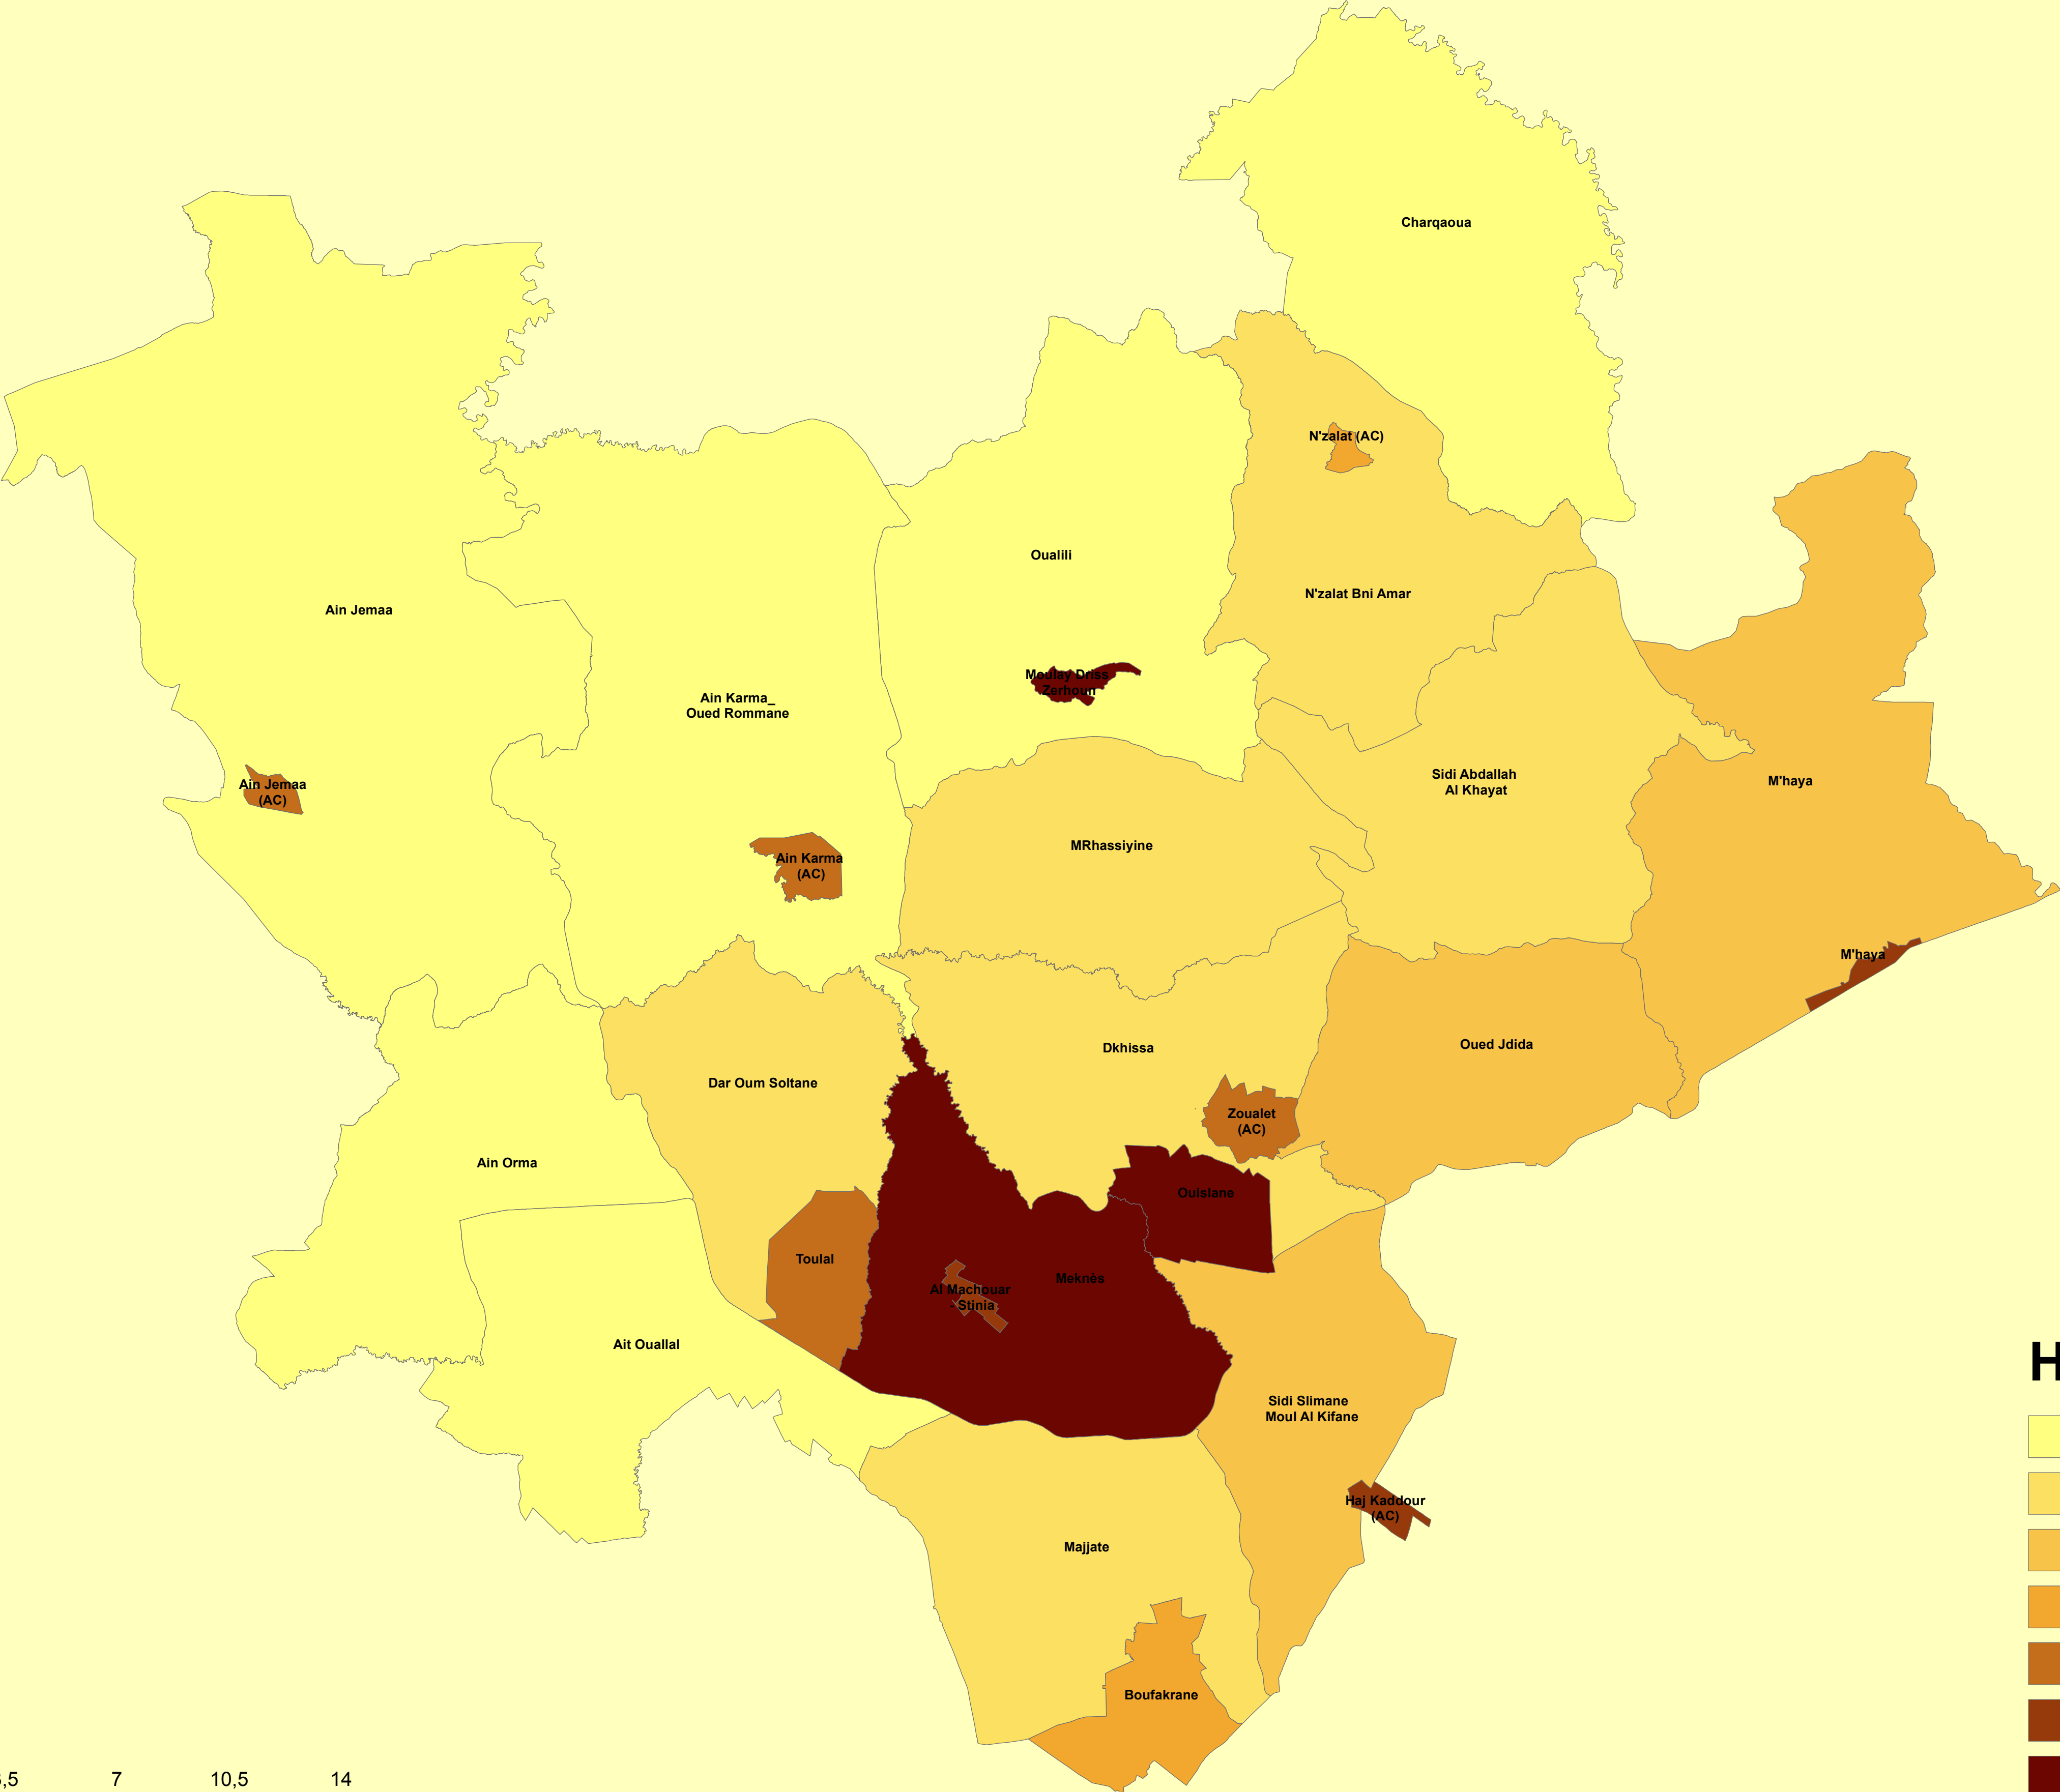 Charqaoua
N'zalat (AC)
Oualili
N'zalat Bni Amar
Ain Jemaa
Moulay Driss
Zerhoun
Ain Karma_
Oued Rommane
Sidi Abdallah
Al Khayat
M'haya
Ain Jemaa
(AC)
MRhassiyine
Ain Karma
(AC)
M'haya
Oued Jdida
Dkhissa
Dar Oum Soltane
Zoualet
(AC)
Ain Orma
Ouislane
Toulal
Meknès
Al Machouar
- Stinia
Ait Ouallal
H
Sidi Slimane
Moul Al Kifane
Haj Kaddour
(AC)
Majjate
Boufakrane
,5
7
10,5
14